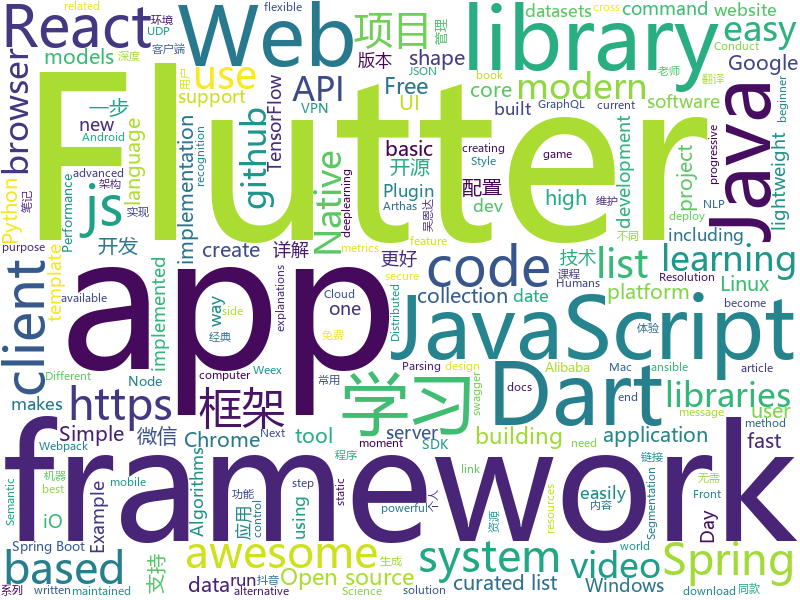 React
Web
library
项目
datasets
command
website
easy
related
flexible
JSON
管理
cross
环境
UDP
客户端
深度
models
一步
版本
shape
Google
core
老师
book
Conduct
翻译
browser
new
use
API
Free
UI
modern
built
GraphQL
current
software
Java
support
VPN
TensorFlow
basic
creating
Style
game
progressive
beginner
language
Android
advanced
架构
github
Native
开源
Plugin
Arthas
high
dev
吴恩达
配置
development
project
NLP
deploy
用户
Python
笔记
purpose
Performance
实现
implementation
recognition
deeplearning
Flutter
lightweight
js
开发
create
详解
更好
技术
不同
维护
including
client
template
available
implemented
way
side
经典
metrics
feature
secure
Cloud
one
免费
explanations
app
code
list
learning
collection
date
platform
课程
Humans
Resolution
Linux
become
Distributed
JavaScript
体验
Node
computer
article
makes
https
框架
学习
Dart
Different
Weex
Alibaba
Mac
ansible
Parsing
design
常用
libraries
docs
user
Simple
微信
Chrome
tool
server
SDK
swagger
building
application
fast
Webpack
Next
程序
moment
message
method
end
need
framework
iO
mobile
机器
best
Semantic
Example
功能
应用
Algorithms
using
step
static
powerful
个人
link
资源
easily
内容
链接
Segmentation
无需
Front
Day
resources
control
Spring Boot
based
系列
written
maintained
支持
data
run
抖音
生成
awesome
Open source
alternative
Science
system
solution
video
curated list
Windows
world
download
同款
Spring